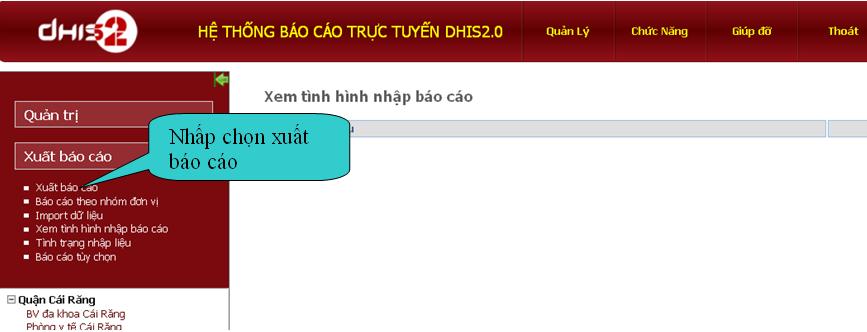 dHIS2
HỆ THỐNG BÁO CÁO TRỰC TUYẾN DHIS2.0
Quản Lý
Chức Năng
Giúp đỡ
Thoát
Xem tình hình nhập báo cáo
Quản trị
Xuất báo cáo
Nhấp chọn xuất
báo cáo
Xuất báo cáo
Báo cáo theo nhóm đơn vị
Import dữ liệu
Xem tình hình nhập báo cáo
Tình trạng nhập liệu
Báo cáo tùy chọn
Quận Cái Răng
BV đa khoa Cái Răng
Phòng y tế Cái Răng